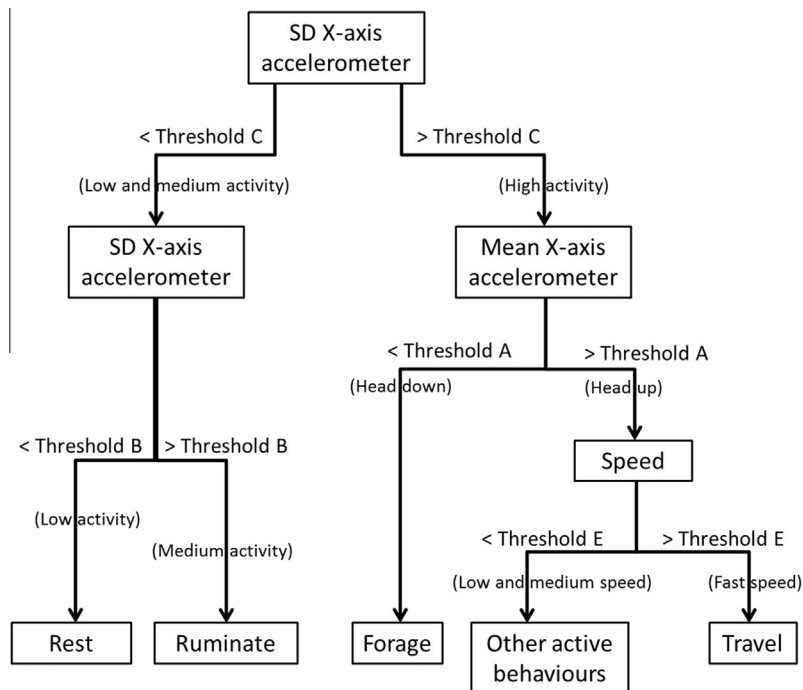 SD X-axis
accelerometer
< Threshold C
> Threshold C
(Low and medium activity)
(High activity)
SD X-axis
accelerometer
Mean X-axis
accelerometer
< Threshold A
> Threshold A
(Head down)
(Head up)
< Threshold B
> Threshold B
Speed
(Low activity)
(Medium activity)
< Threshold E
> Threshold E
(Low and medium speed)
(Fast speed)
Rest
Ruminate
Forage
Other active
behaviours
Travel